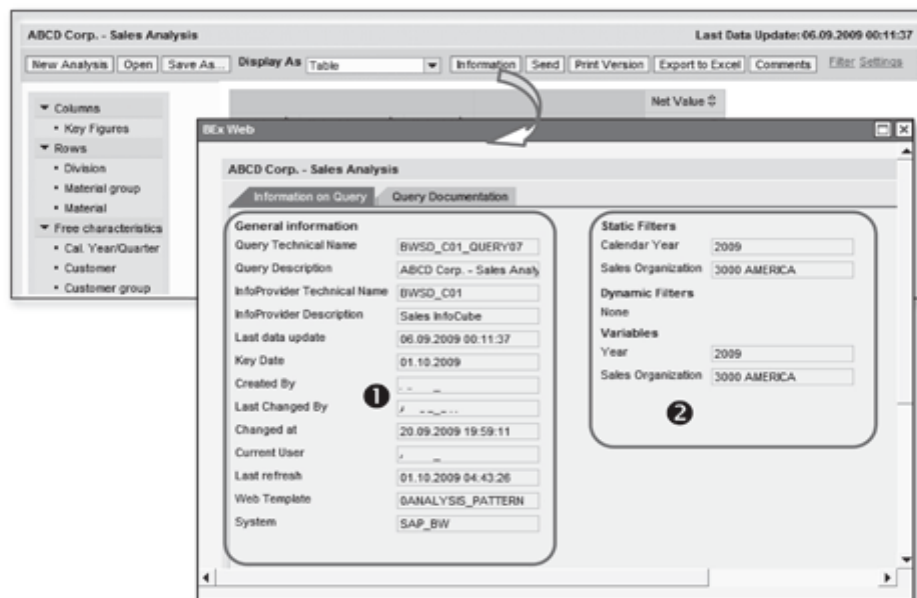 ABCD Corp. - Sales Analysis
Last Data Update: 06.09.2009 00:11:37
New Analysis Open Save As... Display As Table Information Send Print Version Export to Excel Comments Filter Settings
Columns
Key Figures
Rows
Division
Material group
Material
Free characteristics
Cal. Year/Quarter
Customer
Customer group
Net Value
BEx Web
ABCD Corp. - Sales Analysis
Information on Query Query Documentation
General information
Query Technical Name BWSD_C01_QUERY07
Query Description ABCD Corp. - Sales Analy
InfoProvider Technical Name BWSD_C01
InfoProvider Description Sales InfoCube
Last data update 06.09.2009 00:11:37
Key Date 01.10.2009
Created By
Last Changed By
Changed at 20.09.2009 19:59:11
Current User
Last refresh 01.10.2009 04:43:26
Web Template 0ANALYSIS_PATTERN
System SAP_BW
1
Static Filters
Calendar Year 2009
Sales Organization 3000 AMERICA
Dynamic Filters
None
Variables
Year 2009
Sales Organization 3000 AMERICA
2